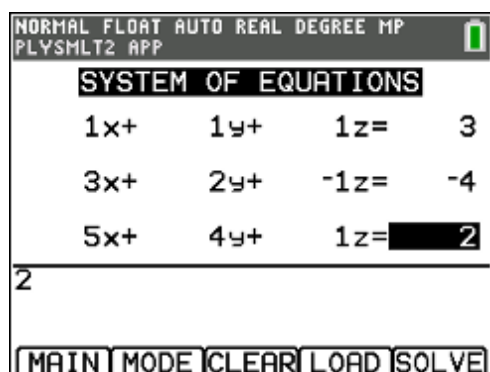 NORMAL FLOAT AUTO REAL DEGREE MP
PLYSMLT2 APP
SYSTEM OF EQUATIONS
1x+ 1y+ 1z= 3
3x+ 2y+ ⁻1z= ⁻4
5x+ 4y+ 1z= 2
2
MAIN MODE CLEAR LOAD SOLVE